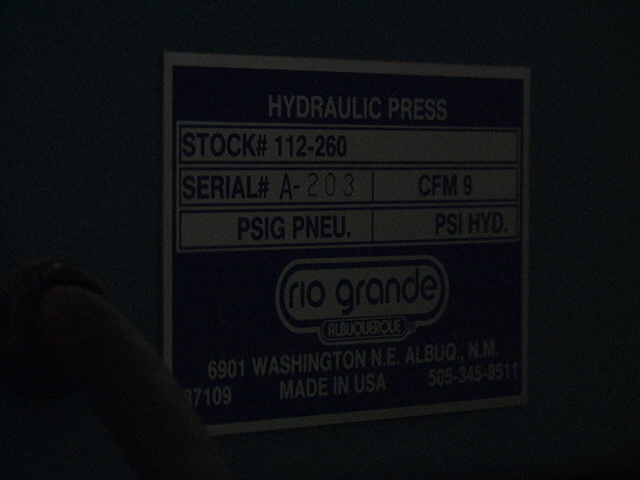 HYDRAULIC PRESS
STOCK# 112-260
SERIAL# A-203 CFM 9
PSIG PNEU. PSI HYD.
rio grande
ALBUQUERQUE
6901 WASHINGTON N.E. ALBUQ., N.M.
87109 MADE IN USA 505-345-8511